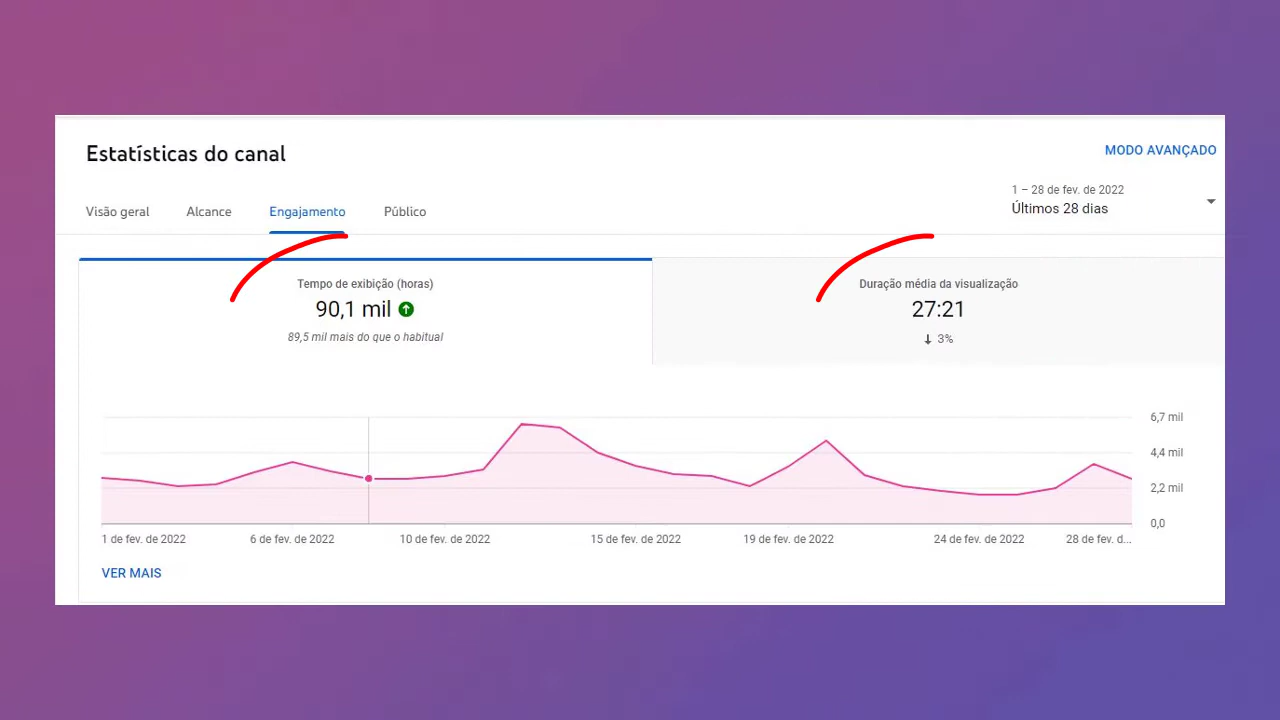 Estatísticas do canal
MODO AVANÇADO
1 – 28 de fev. de 2022
Últimos 28 dias
Visão geral
Alcance
Engajamento
Público
Tempo de exibição (horas)
90,1 mil
89,5 mil mais do que o habitual
Duração média da visualização
27:21
3%
6,7 mil
4,4 mil
2,2 mil
0,0
1 de fev. de 2022
6 de fev. de 2022
10 de fev. de 2022
15 de fev. de 2022
19 de fev. de 2022
24 de fev. de 2022
28 de fev. d...
VER MAIS